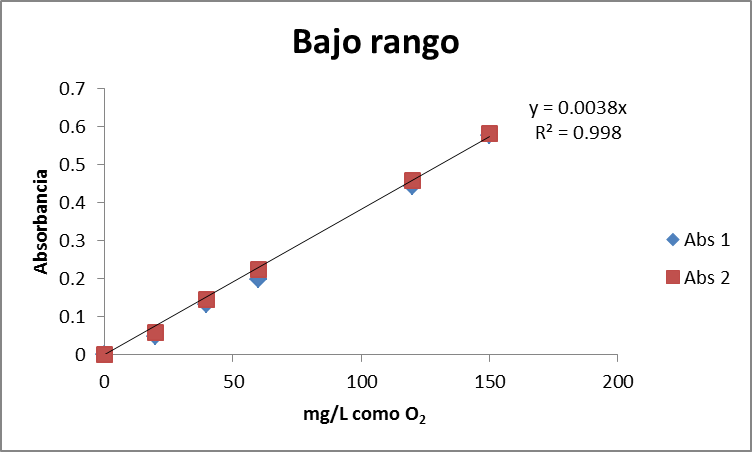 Bajo rango
y = 0.0038x
R² = 0.998
0.7
0.6
0.5
0.4
0.3
0.2
0.1
0
Absorbancia
0 50 100 150 200
mg/L como O₂
Abs 1
Abs 2